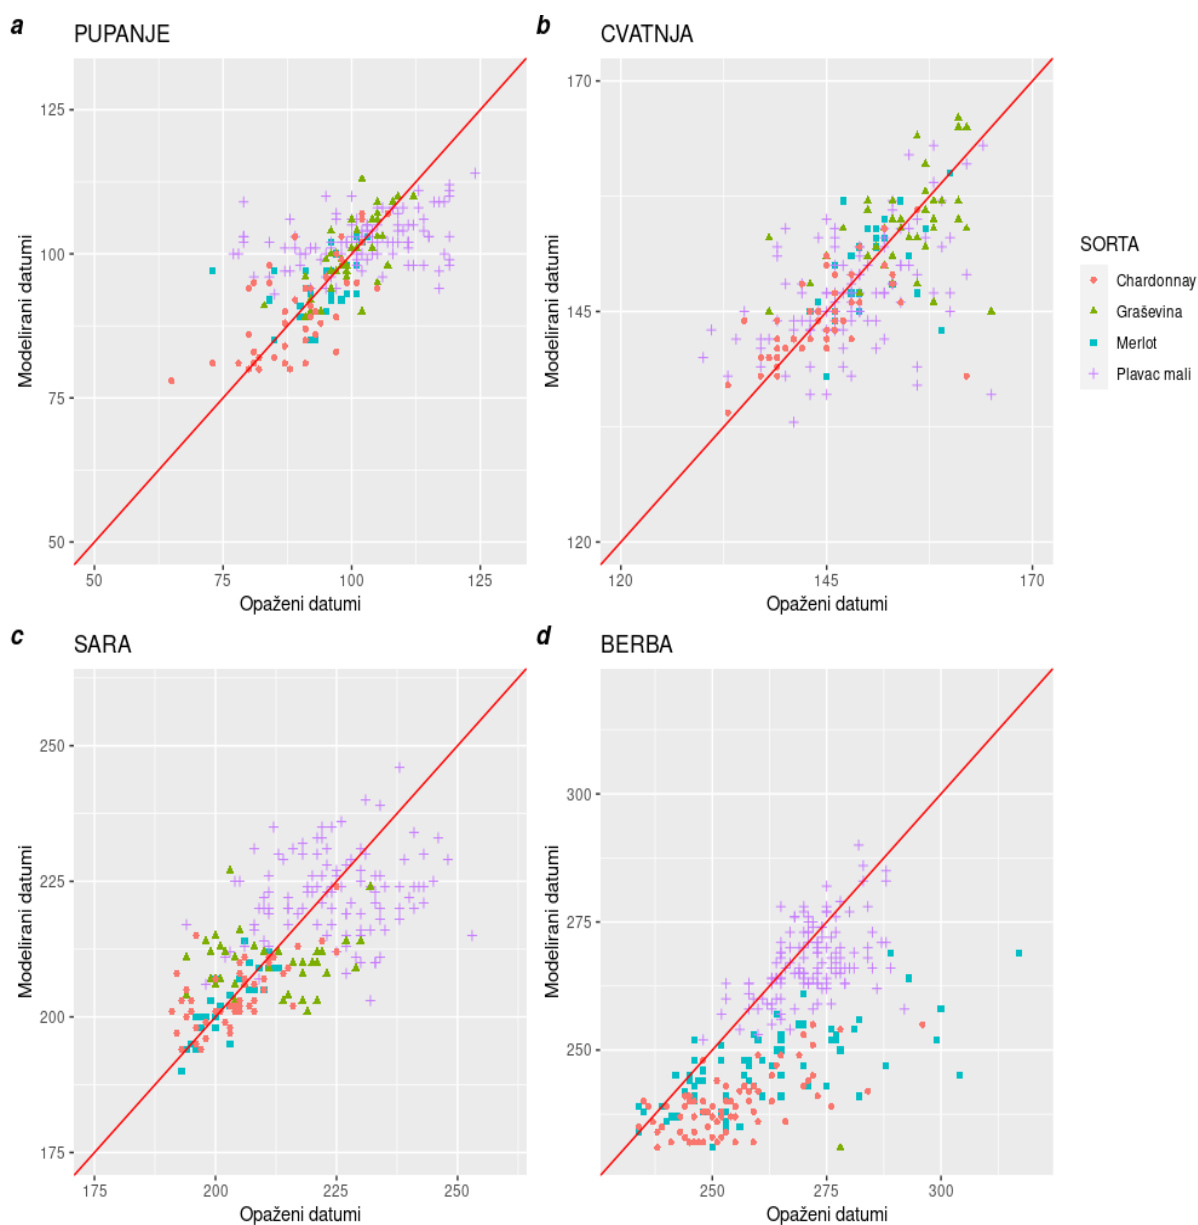 a PUPANJE
Modelirani datumi
125
100
75
50
50 75 100 125
Opaženi datumi
b CVATNJA
Modelirani datumi
170
145
120
120 145 170
Opaženi datumi
SORTA
Chardonnay
Graševina
Merlot
Plavac mali
c SARA
Modelirani datumi
250
225
200
175
175 200 225 250
Opaženi datumi
d BERBA
Modelirani datumi
300
275
250
250 275 300
Opaženi datumi